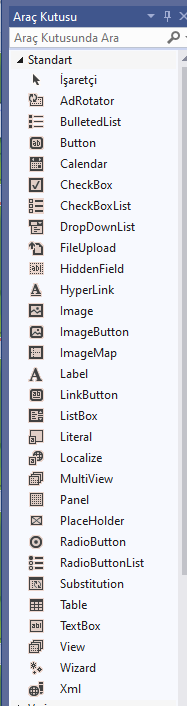 Araç Kutusu
Araç Kutusunda Ara
Standart
İşaretçi
AdRotator
BulletedList
Button
Calendar
CheckBox
CheckBoxList
DropDownList
FileUpload
HiddenField
HyperLink
Image
ImageButton
ImageMap
Label
LinkButton
ListBox
Literal
Localize
MultiView
Panel
PlaceHolder
RadioButton
RadioButtonList
Substitution
Table
TextBox
View
Wizard
Xml